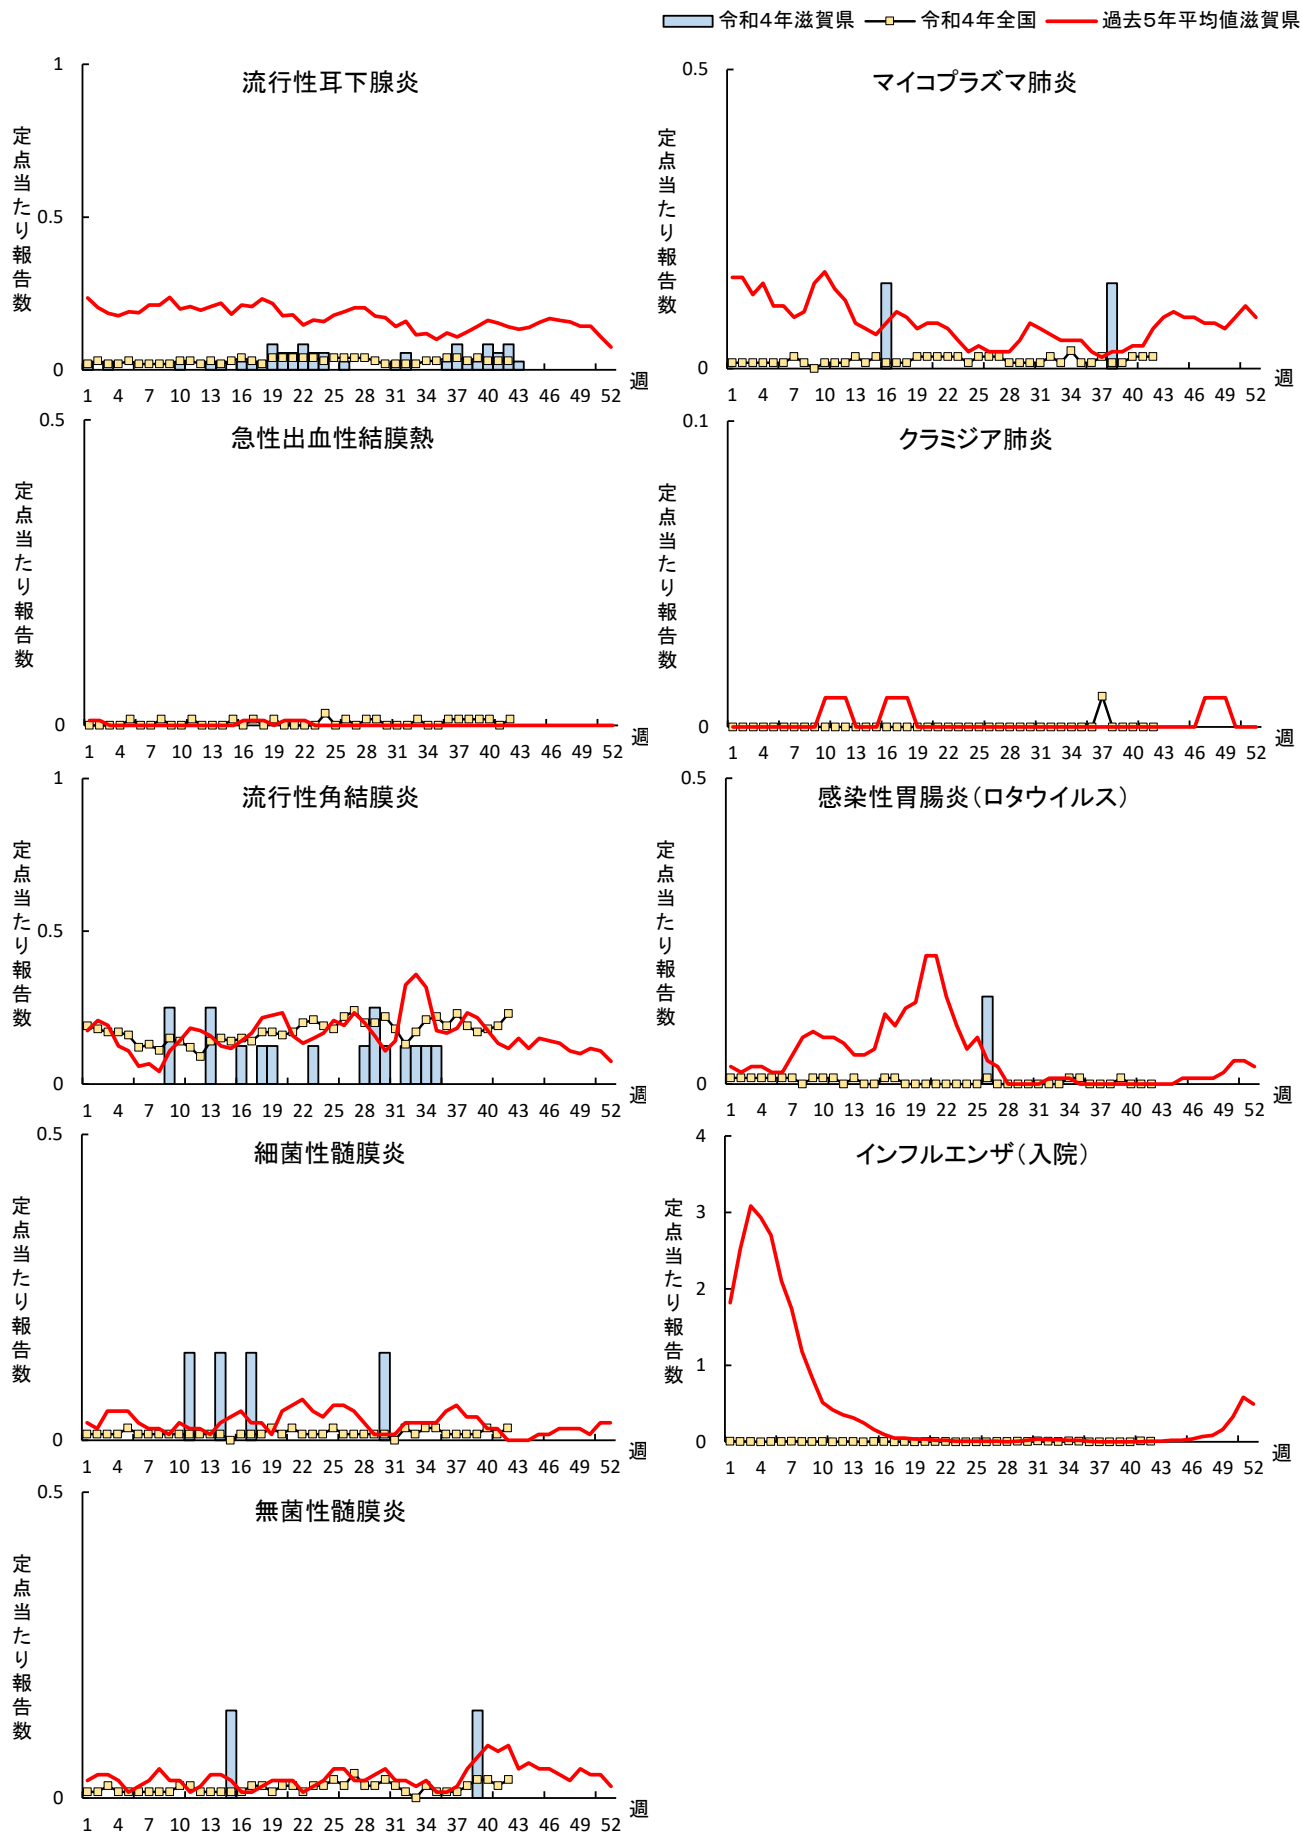 令和4年滋賀県 令和4年全国 過去5年平均値滋賀県
流行性耳下腺炎
定点当たり報告数
1
0.5
0
1 4 7 10 13 16 19 22 25 28 31 34 37 40 43 46 49 52
週
マイコプラズマ肺炎
定点当たり報告数
0.5
0
1 4 7 10 13 16 19 22 25 28 31 34 37 40 43 46 49 52
週
急性出血性結膜熱
定点当たり報告数
0.5
0
1 4 7 10 13 16 19 22 25 28 31 34 37 40 43 46 49 52
週
クラミジア肺炎
定点当たり報告数
0.1
0
1 4 7 10 13 16 19 22 25 28 31 34 37 40 43 46 49 52
週
流行性角結膜炎
定点当たり報告数
1
0.5
0
1 4 7 10 13 16 19 22 25 28 31 34 37 40 43 46 49 52
週
感染性胃腸炎(ロタウイルス)
定点当たり報告数
0.5
0
1 4 7 10 13 16 19 22 25 28 31 34 37 40 43 46 49 52
週
細菌性髄膜炎
定点当たり報告数
0.5
0
1 4 7 10 13 16 19 22 25 28 31 34 37 40 43 46 49 52
週
インフルエンザ(入院)
定点当たり報告数
4
3
2
1
0
1 4 7 10 13 16 19 22 25 28 31 34 37 40 43 46 49 52
週
無菌性髄膜炎
定点当たり報告数
0.5
0
1 4 7 10 13 16 19 22 25 28 31 34 37 40 43 46 49 52
週